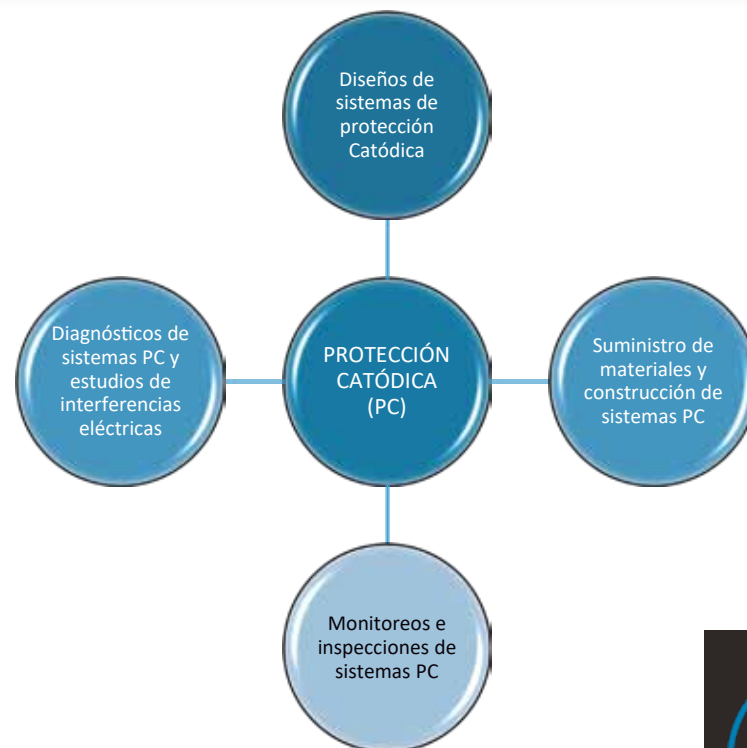 Diseños de
sistemas de
protección
Catódica
Diagnósticos de
sistemas PC y
estudios de
interferencias
eléctricas
PROTECCIÓN
CATÓDICA
(PC)
Suministro de
materiales y
construcción de
sistemas PC
Monitoreos e
inspecciones de
sistemas PC